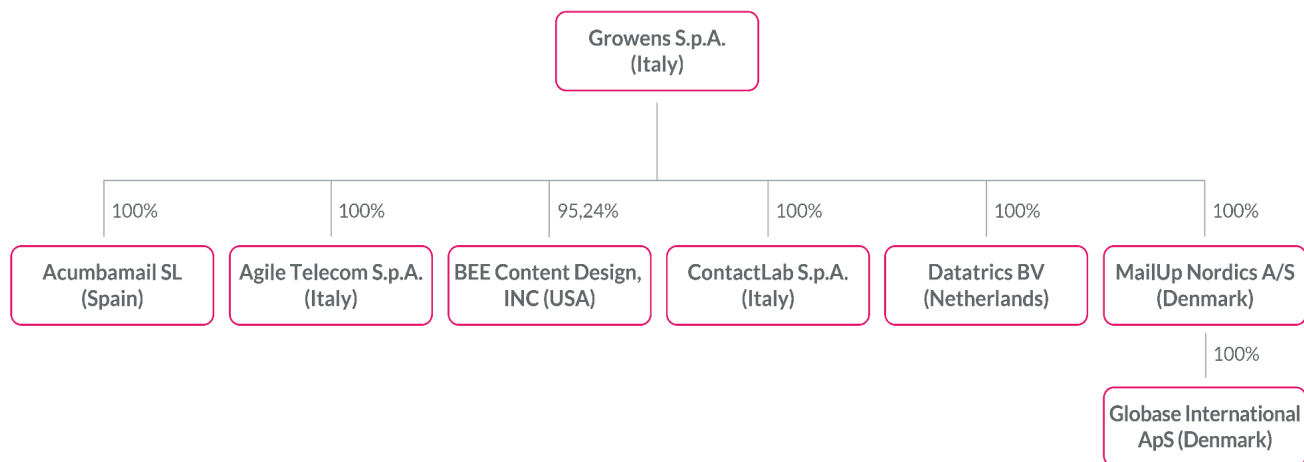 Growens S.p.A.
(Italy)
100%
100%
95,24%
100%
100%
100%
Acumbamail SL
(Spain)
Agile Telecom S.p.A.
(Italy)
BEE Content Design,
INC (USA)
ContactLab S.p.A.
(Italy)
Datatrics BV
(Netherlands)
MailUp Nordics A/S
(Denmark)
100%
Globase International
ApS (Denmark)